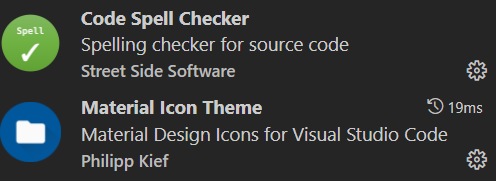 Spell
Code Spell Checker
Spelling checker for source code
Street Side Software
Material Icon Theme 19ms
Material Design Icons for Visual Studio Code
Philipp Kief